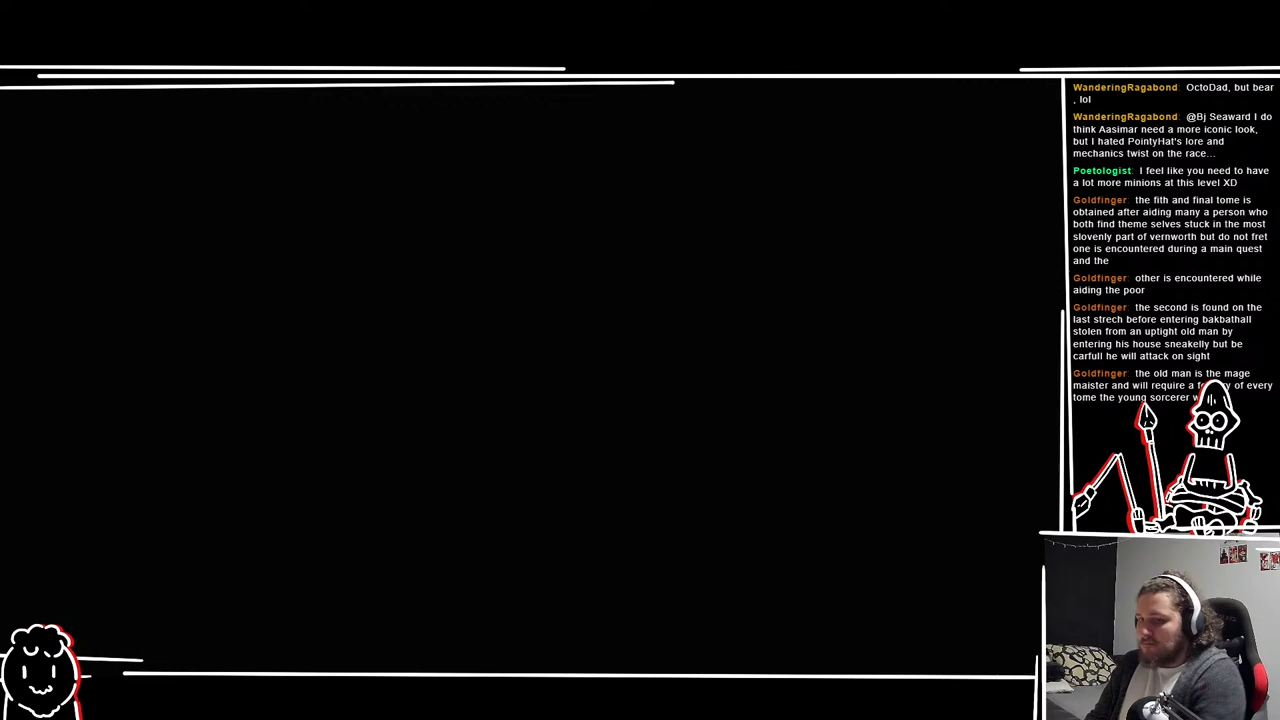 WanderingRagabond: OctoDad, but bear
, lol
WanderingRagabond: @Bj Seaward I do
think Aasimar need a more iconic look,
but I hated PointyHat's lore and
mechanics twist on the race...
Poetologist: I feel like you need to have
a lot more minions at this level XD
Goldfinger: the fith and final tome is
obtained after aiding many a person who
both find theme selves stuck in the most
slovenly part of vernworth but do not fret
one is encountered during a main quest
and the
Goldfinger: other is encountered while
aiding the poor
Goldfinger: the second is found on the
last strech before entering bakbathall
stolen from an uptight old man by
entering his house sneakelly but be
carfull he will attack on sight
Goldfinger: the old man is the mage
maister and will require a of every
tome the young sorcerer